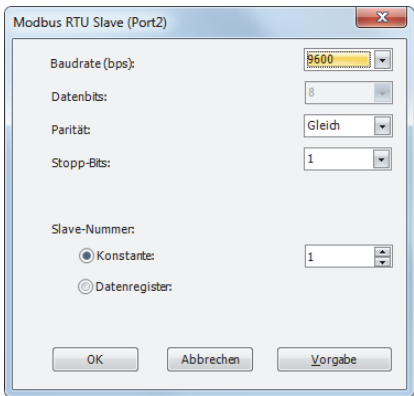 Modbus RTU Slave (Port2)
Baudrate (bps): 9600
Datenbits: 8
Parität: Gleich
Stopp-Bits: 1
Slave-Nummer:
Konstante: 1
Datenregister:
OK Abbrechen Vorgabe